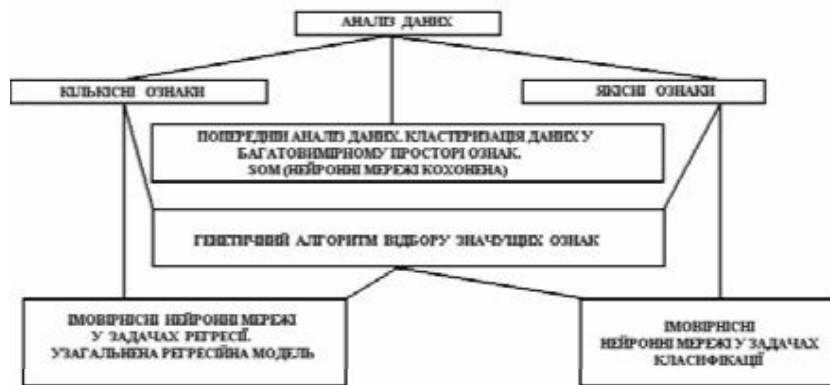 АНАЛІЗ ДАНИХ
КІЛЬКІСНІ ОЗНАКИ
ЯКІСНІ ОЗНАКИ
ПОПЕРЕДНІЙ АНАЛІЗ ДАНИХ. КЛАСТЕРИЗАЦІЯ ДАНИХ У
БАГАТОВИМІРНОМУ ПРОСТОРІ ОЗНАК.
SOM (НЕЙРОННІ МЕРЕЖІ КОХОНЕНА)
ГЕНЕТИЧНИЙ АЛГОРИТМ ВІДБОРУ ЗНАЧУЩИХ ОЗНАК
ІМОВІРНІСНІ НЕЙРОННІ МЕРЕЖІ
У ЗАДАЧАХ РЕГРЕСІЇ.
УЗАГАЛЬНЕНА РЕГРЕСІЙНА МОДЕЛЬ
ІМОВІРНІСНІ
НЕЙРОННІ МЕРЕЖІ У ЗАДАЧАХ
КЛАСИФІКАЦІЇ